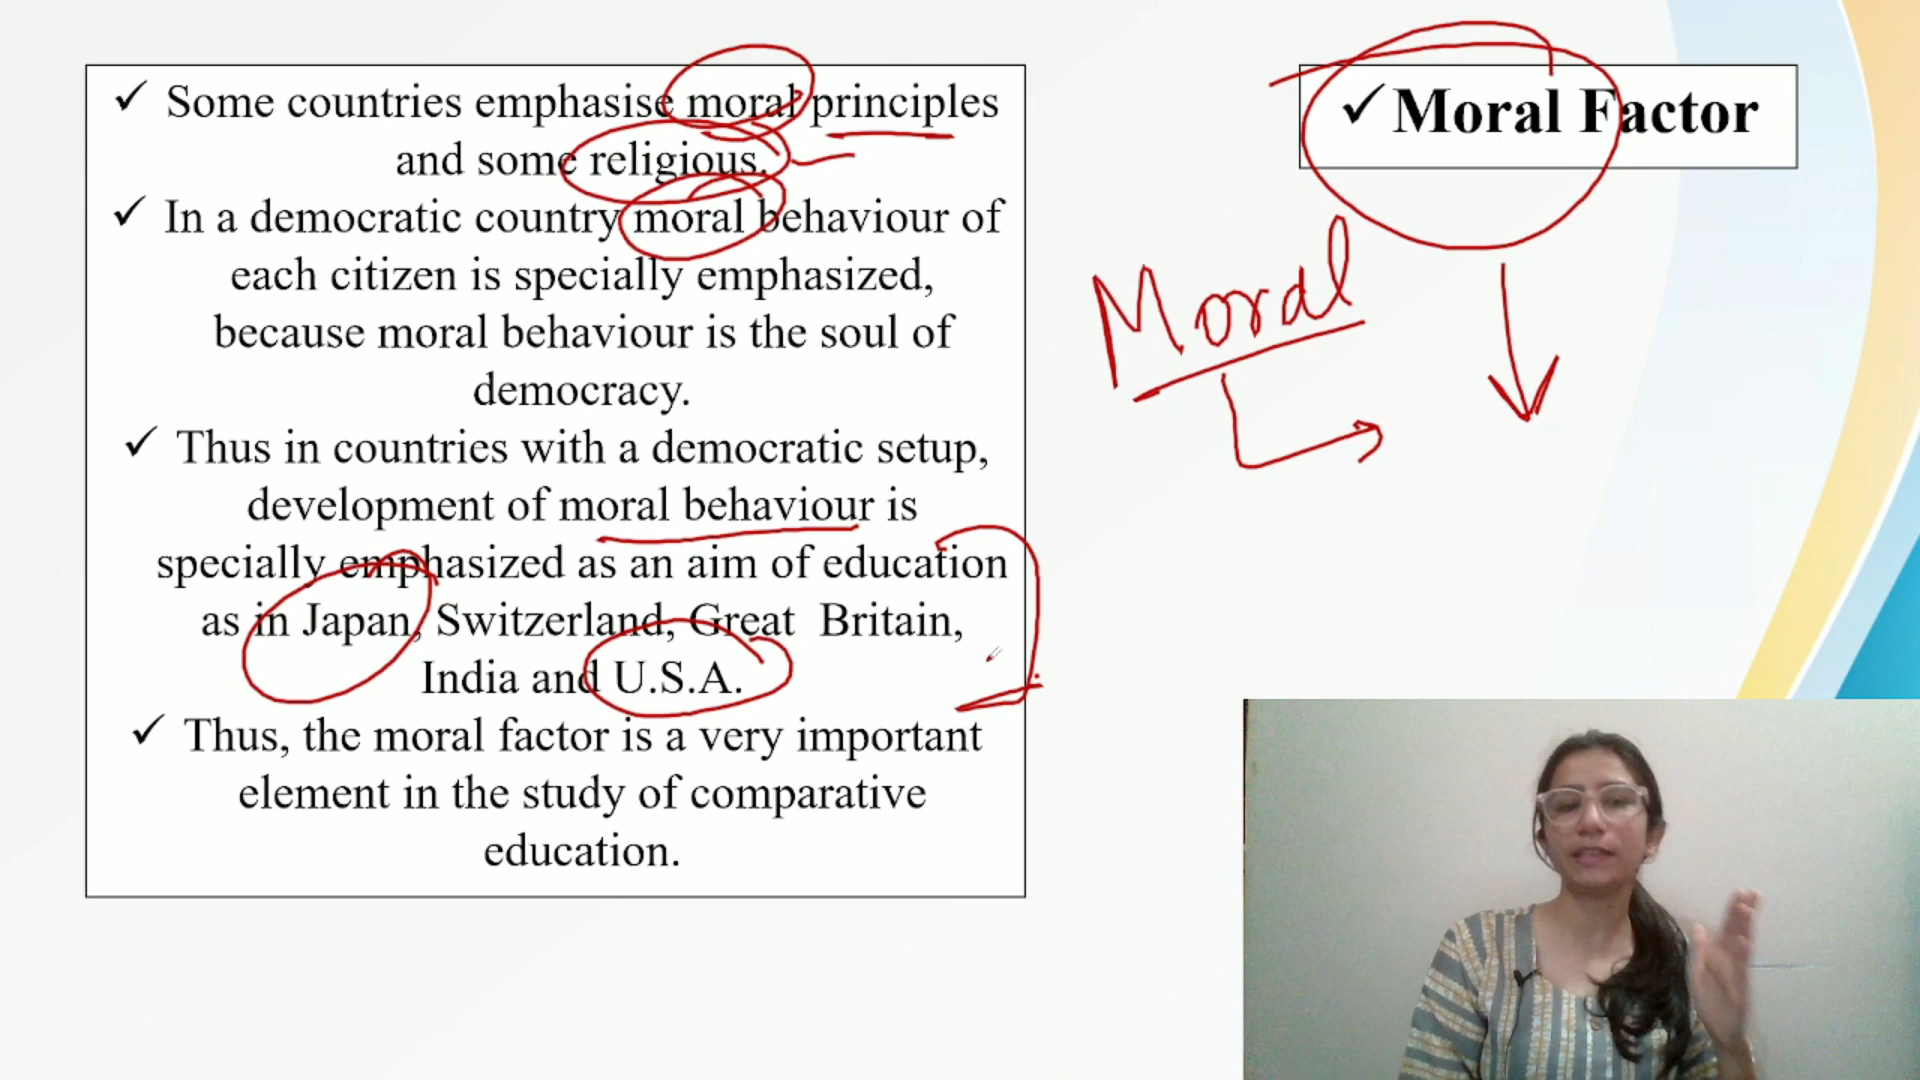 ✓ Some countries emphasise moral principles
and some religious.
✓ In a democratic country moral behaviour of
each citizen is specially emphasized,
because moral behaviour is the soul of
democracy.
✓ Thus in countries with a democratic setup,
development of moral behaviour is
specially emphasized as an aim of education
as in Japan, Switzerland, Great Britain,
India and U.S.A.
✓ Thus, the moral factor is a very important
element in the study of comparative
education.
✓ Moral Factor
Moral